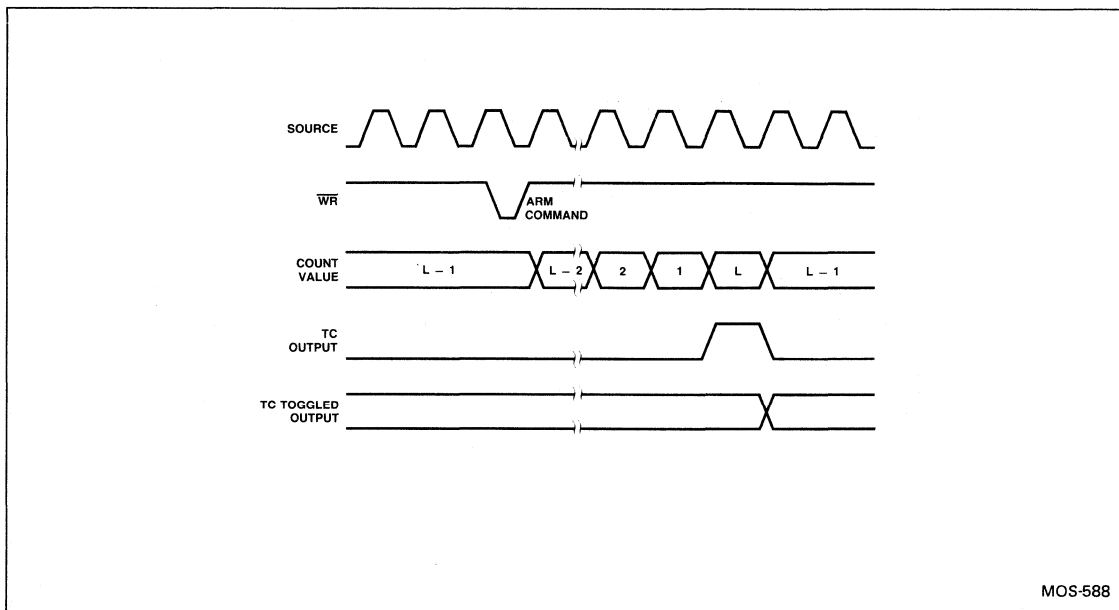 SOURCE
WR
ARM
COMMAND
COUNT
VALUE
L – 1
L – 2
2
1
L
L – 1
TC
OUTPUT
TC TOGGLED
OUTPUT
MOS-588